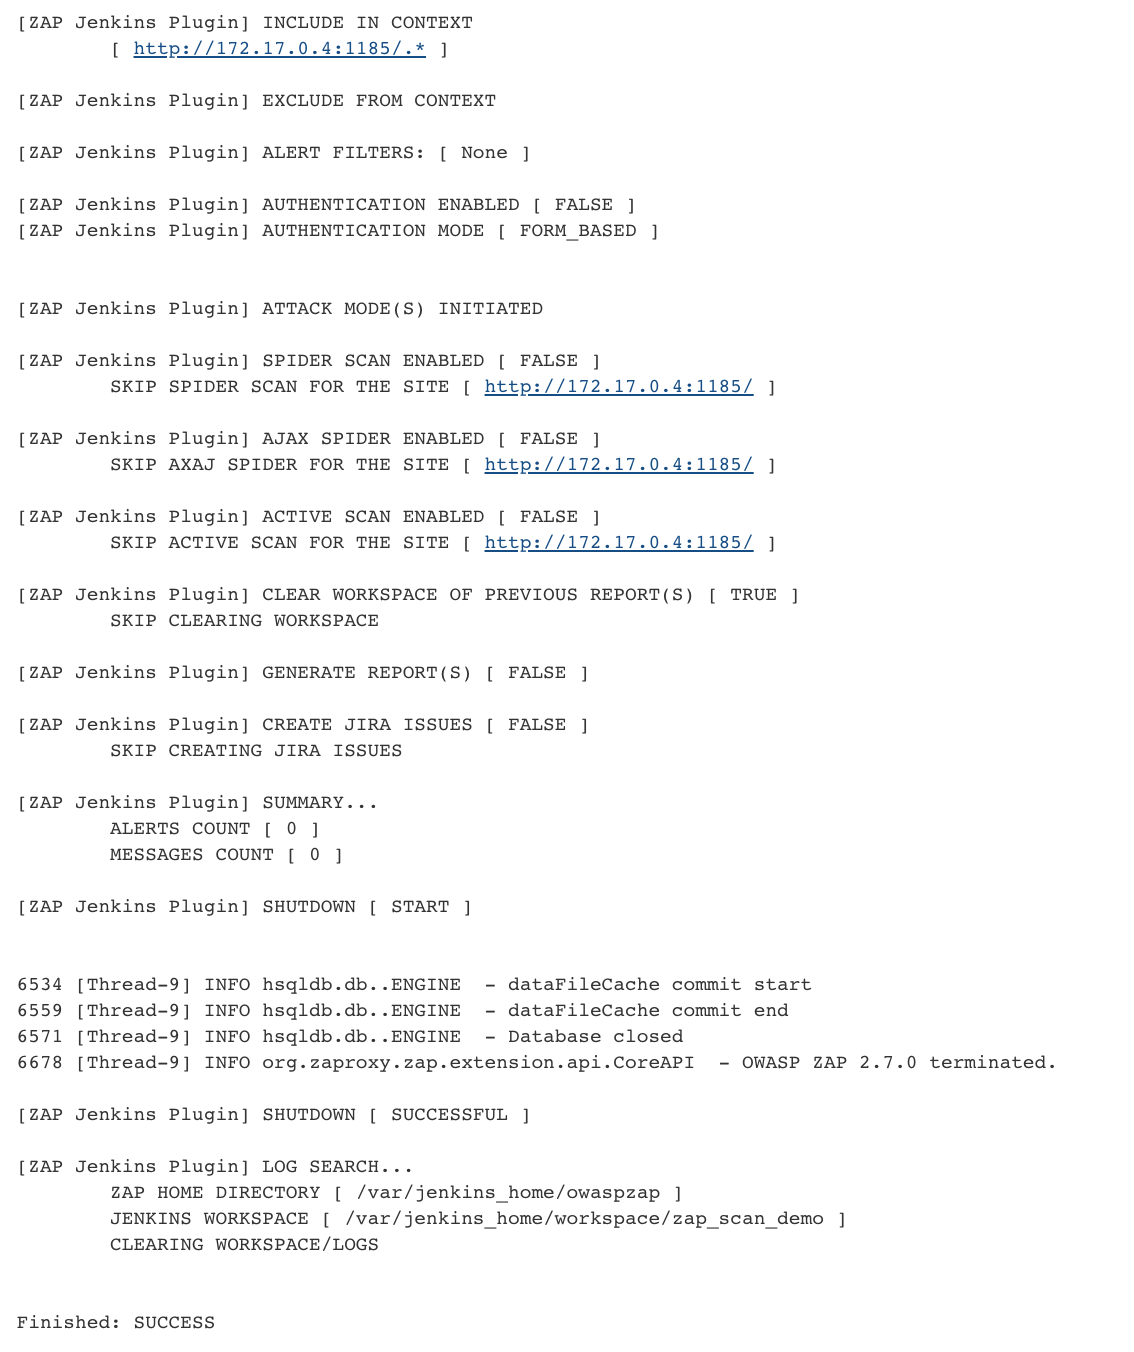 [ZAP Jenkins Plugin] INCLUDE IN CONTEXT
[ http://172.17.0.4:1185/.* ]
[ZAP Jenkins Plugin] EXCLUDE FROM CONTEXT
[ZAP Jenkins Plugin] ALERT FILTERS: [ None ]
[ZAP Jenkins Plugin] AUTHENTICATION ENABLED [ FALSE ]
[ZAP Jenkins Plugin] AUTHENTICATION MODE [ FORM_BASED ]
[ZAP Jenkins Plugin] ATTACK MODE(S) INITIATED
[ZAP Jenkins Plugin] SPIDER SCAN ENABLED [ FALSE ]
SKIP SPIDER SCAN FOR THE SITE [ http://172.17.0.4:1185/ ]
[ZAP Jenkins Plugin] AJAX SPIDER ENABLED [ FALSE ]
SKIP AXAJ SPIDER FOR THE SITE [ http://172.17.0.4:1185/ ]
[ZAP Jenkins Plugin] ACTIVE SCAN ENABLED [ FALSE ]
SKIP ACTIVE SCAN FOR THE SITE [ http://172.17.0.4:1185/ ]
[ZAP Jenkins Plugin] CLEAR WORKSPACE OF PREVIOUS REPORT(S) [ TRUE ]
SKIP CLEARING WORKSPACE
[ZAP Jenkins Plugin] GENERATE REPORT(S) [ FALSE ]
[ZAP Jenkins Plugin] CREATE JIRA ISSUES [ FALSE ]
SKIP CREATING JIRA ISSUES
[ZAP Jenkins Plugin] SUMMARY...
ALERTS COUNT [ 0 ]
MESSAGES COUNT [ 0 ]
[ZAP Jenkins Plugin] SHUTDOWN [ START ]
6534 [Thread-9] INFO hsqldb.db..ENGINE  - dataFileCache commit start
6559 [Thread-9] INFO hsqldb.db..ENGINE  - dataFileCache commit end
6571 [Thread-9] INFO hsqldb.db..ENGINE  - Database closed
6678 [Thread-9] INFO org.zaproxy.zap.extension.api.CoreAPI  - OWASP ZAP 2.7.0 terminated.
[ZAP Jenkins Plugin] SHUTDOWN [ SUCCESSFUL ]
[ZAP Jenkins Plugin] LOG SEARCH...
ZAP HOME DIRECTORY [ /var/jenkins_home/owaspzap ]
JENKINS WORKSPACE [ /var/jenkins_home/workspace/zap_scan_demo ]
CLEARING WORKSPACE/LOGS
Finished: SUCCESS